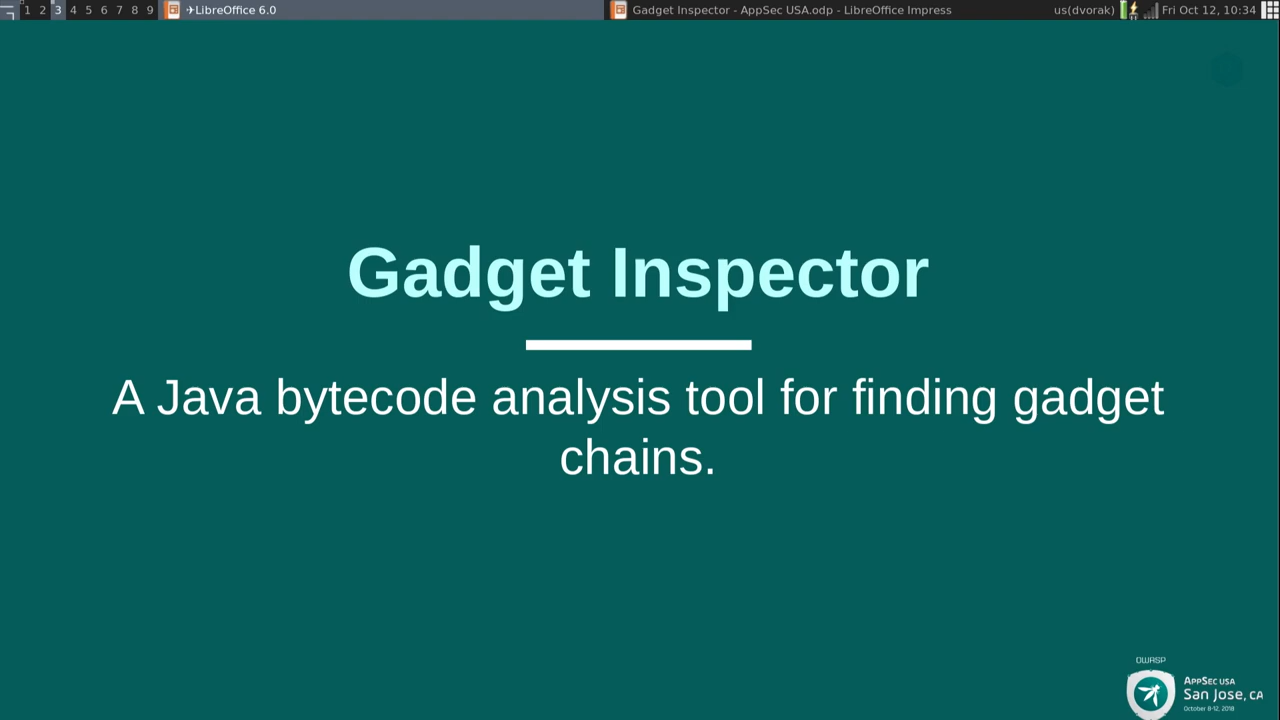 1 2 3 4 5 6 7 8 9 ✈LibreOffice 6.0 Gadget Inspector - AppSec USA.odp - LibreOffice Impress us(dvorak) Fri Oct 12, 10:34
Gadget Inspector
A Java bytecode analysis tool for finding gadget
chains.
OWASP
AppSec USA
San Jose, CA
October 8-12, 2018